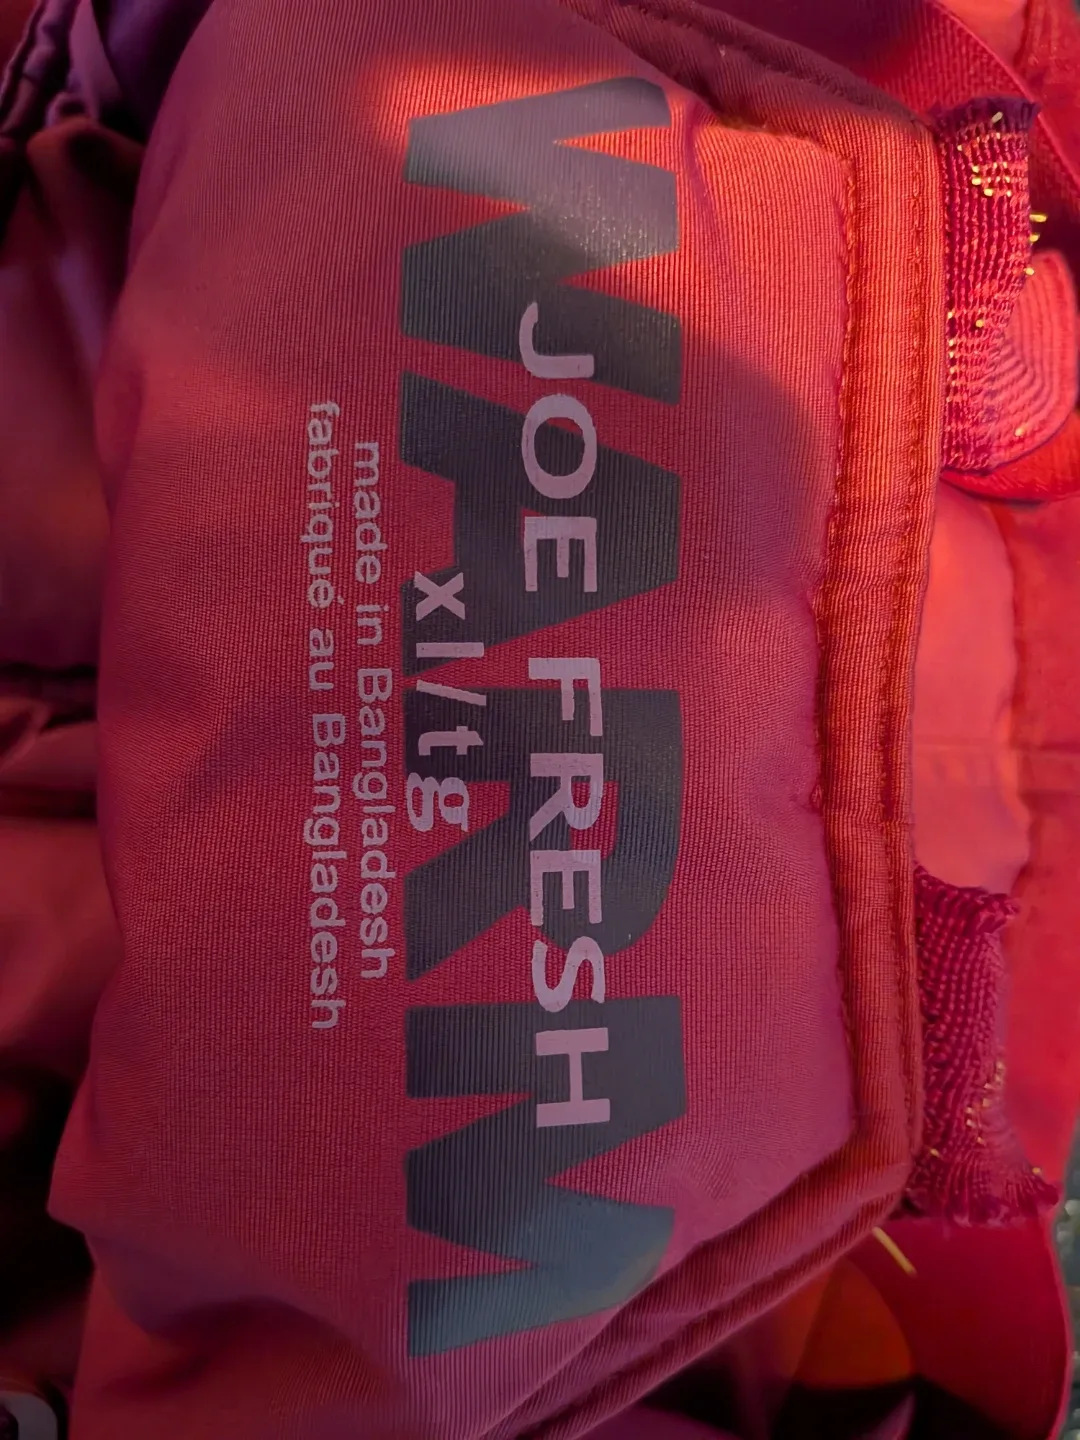 WARM
JOE FRESH
xl/tg
made in Bangladesh
fabriqué au Bangladesh